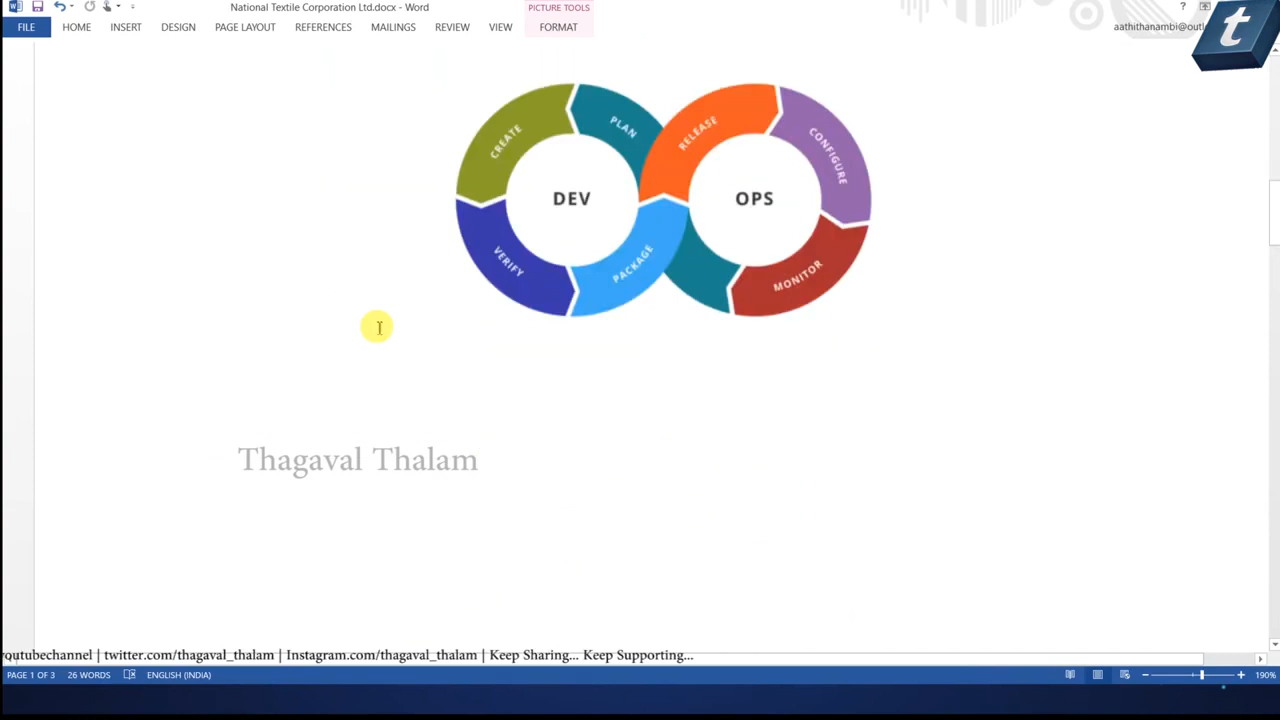 National Textile Corporation Ltd.docx - Word
PICTURE TOOLS
?
FILE HOME INSERT DESIGN PAGE LAYOUT REFERENCES MAILINGS REVIEW VIEW FORMAT
aathithanambi@outl
t
CREATE
PLAN
RELEASE
CONFIGURE
DEV
OPS
VERIFY
PACKAGE
MONITOR
Thagaval Thalam
youtubechannel | twitter.com/thagaval_thalam | Instagram.com/thagaval_thalam | Keep Sharing... Keep Supporting...
PAGE 1 OF 3 26 WORDS ENGLISH (INDIA) 190%